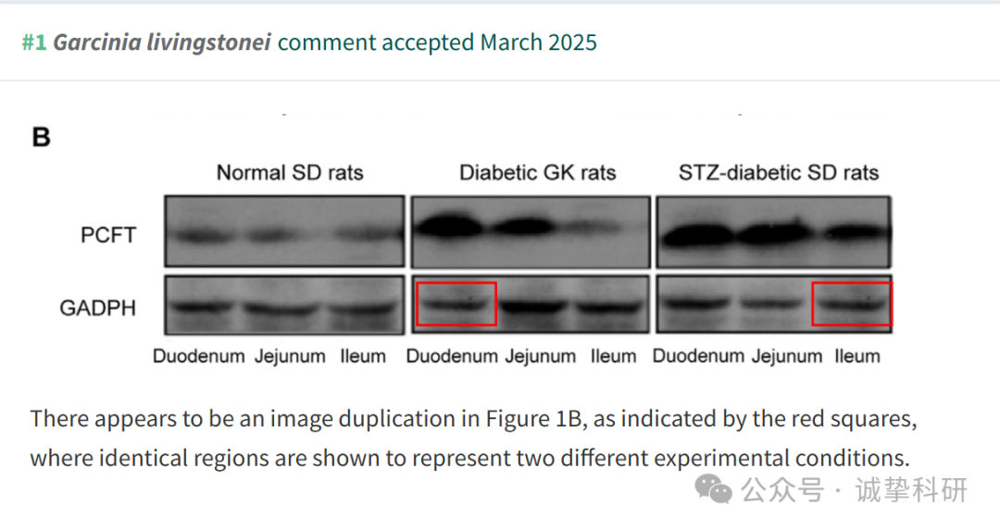 #1 Garcinia livingstonei comment accepted March 2025
B
Normal SD rats Diabetic GK rats STZ-diabetic SD rats
PCFT
GADPH
Duodenum Jejunum Ileum Duodenum Jejunum Ileum Duodenum Jejunum Ileum
There appears to be an image duplication in Figure 1B, as indicated by the red squares,
where identical regions are shown to represent two different experimental conditions.
公众号 · 诚挚科研